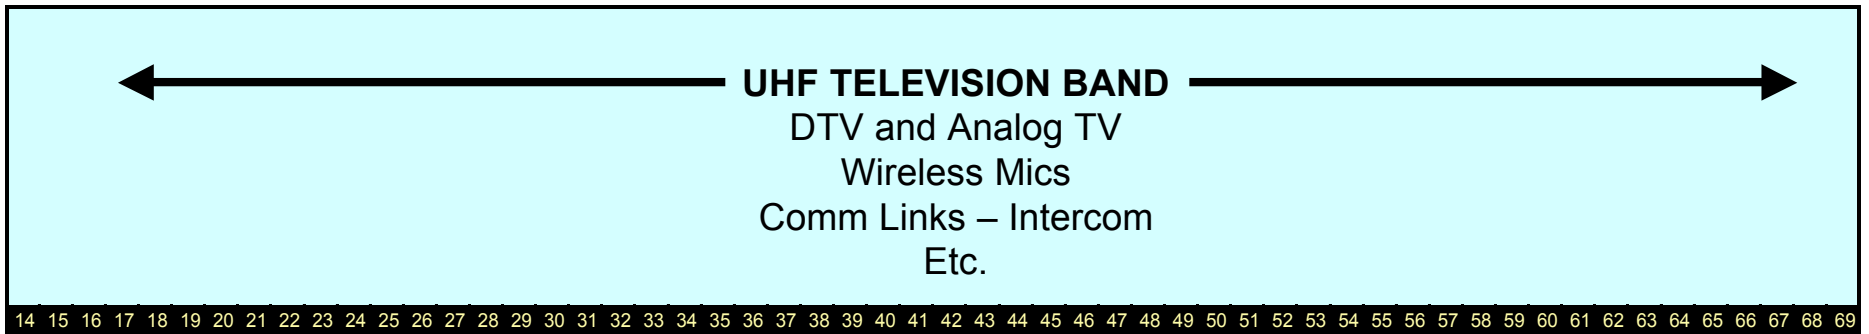 UHF TELEVISION BAND
DTV and Analog TV
Wireless Mics
Comm Links – Intercom
Etc.
14 15 16 17 18 19 20 21 22 23 24 25 26 27 28 29 30 31 32 33 34 35 36 37 38 39 40 41 42 43 44 45 46 47 48 49 50 51 52 53 54 55 56 57 58 59 60 61 62 63 64 65 66 67 68 69